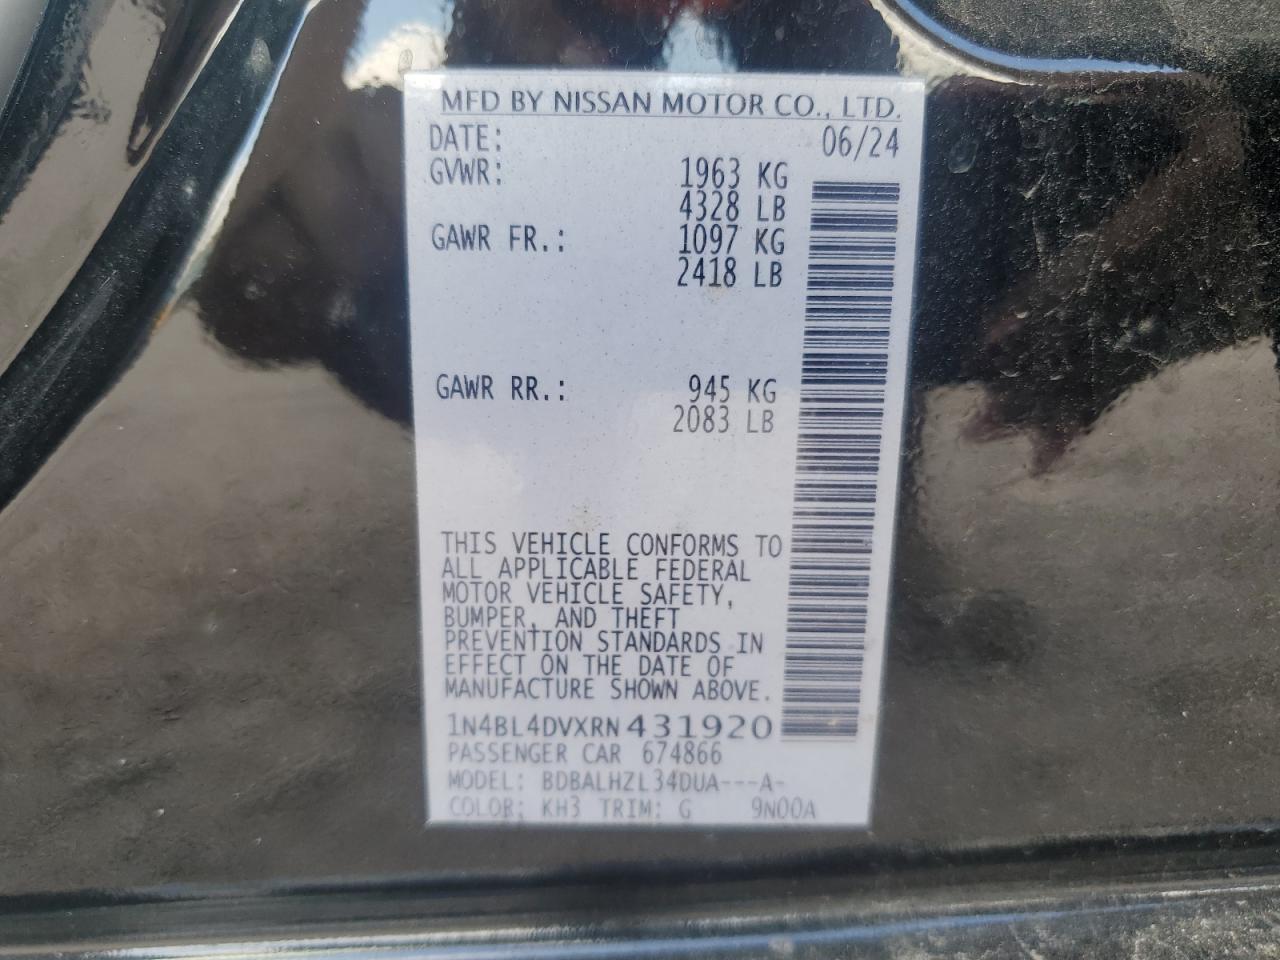 MFD BY NISSAN MOTOR CO., LTD.
DATE: 06/24
GVWR: 1963 KG
4328 LB
GAWR FR.: 1097 KG
2418 LB
GAWR RR.: 945 KG
2083 LB
THIS VEHICLE CONFORMS TO
ALL APPLICABLE FEDERAL
MOTOR VEHICLE SAFETY,
BUMPER, AND THEFT
PREVENTION STANDARDS IN
EFFECT ON THE DATE OF
MANUFACTURE SHOWN ABOVE.
1N4BL4DVXRN431920
PASSENGER CAR 674866
MODEL: BDBALHZL34DUA---A-
COLOR: KH3 TRIM: G 9N00A